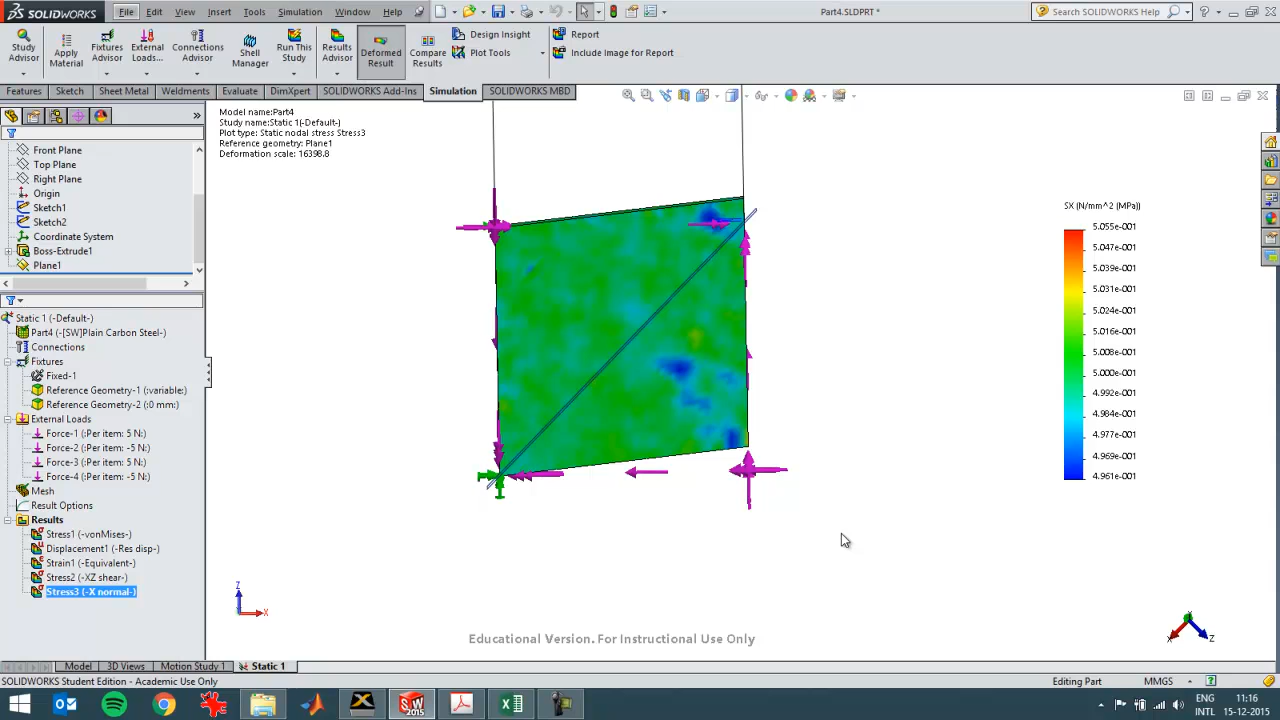 SOLIDWORKS
File Edit View Insert Tools Simulation Window Help
Part4.SLDPRT *
Search SOLIDWORKS Help
Study Advisor
Apply Material
Fixtures Advisor
External Loads...
Connections Advisor
Shell Manager
Run This Study
Results Advisor
Deformed Result
Compare Results
Design Insight
Plot Tools
Report
Include Image for Report
Features Sketch Sheet Metal Weldments Evaluate DimXpert SOLIDWORKS Add-Ins Simulation SOLIDWORKS MBD
Front Plane
Top Plane
Right Plane
Origin
Sketch1
Sketch2
Coordinate System
Boss-Extrude1
Plane1
Static 1 (-Default-)
Part4 (-[SW]Plain Carbon Steel-)
Connections
Fixtures
Fixed-1
Reference Geometry-1 (:variable:)
Reference Geometry-2 (:0 mm:)
External Loads
Force-1 (:Per item: 5 N:)
Force-2 (:Per item: -5 N:)
Force-3 (:Per item: 5 N:)
Force-4 (:Per item: -5 N:)
Mesh
Result Options
Results
Stress1 (-vonMises-)
Displacement1 (-Res disp-)
Strain1 (-Equivalent-)
Stress2 (-XZ shear-)
Stress3 (-X normal-)
Model name:Part4
Study name:Static 1(-Default-)
Plot type: Static nodal stress Stress3
Reference geometry: Plane1
Deformation scale: 16398.8
SX (N/mm^2 (MPa))
5.055e-001
5.047e-001
5.039e-001
5.031e-001
5.024e-001
5.016e-001
5.008e-001
5.000e-001
4.992e-001
4.984e-001
4.977e-001
4.969e-001
4.961e-001
Z
X
Y
X
Z
Educational Version. For Instructional Use Only
Model 3D Views Motion Study 1 Static 1
SOLIDWORKS Student Edition - Academic Use Only
Editing Part MMGS
ENG
INTL
11:16
15-12-2015